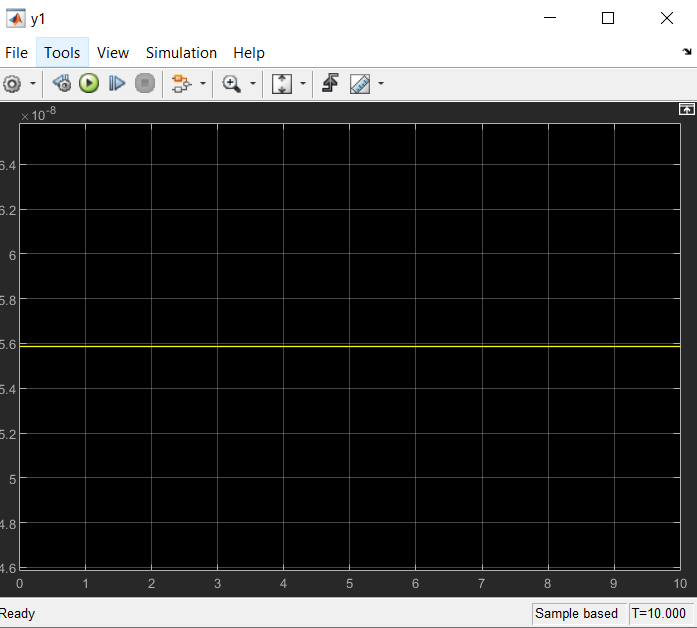 y1
File Tools View Simulation Help
×10-8
6.4
6.2
6
5.8
5.6
5.4
5.2
5
4.8
4.6
0 1 2 3 4 5 6 7 8 9 10
Ready Sample based T=10.000